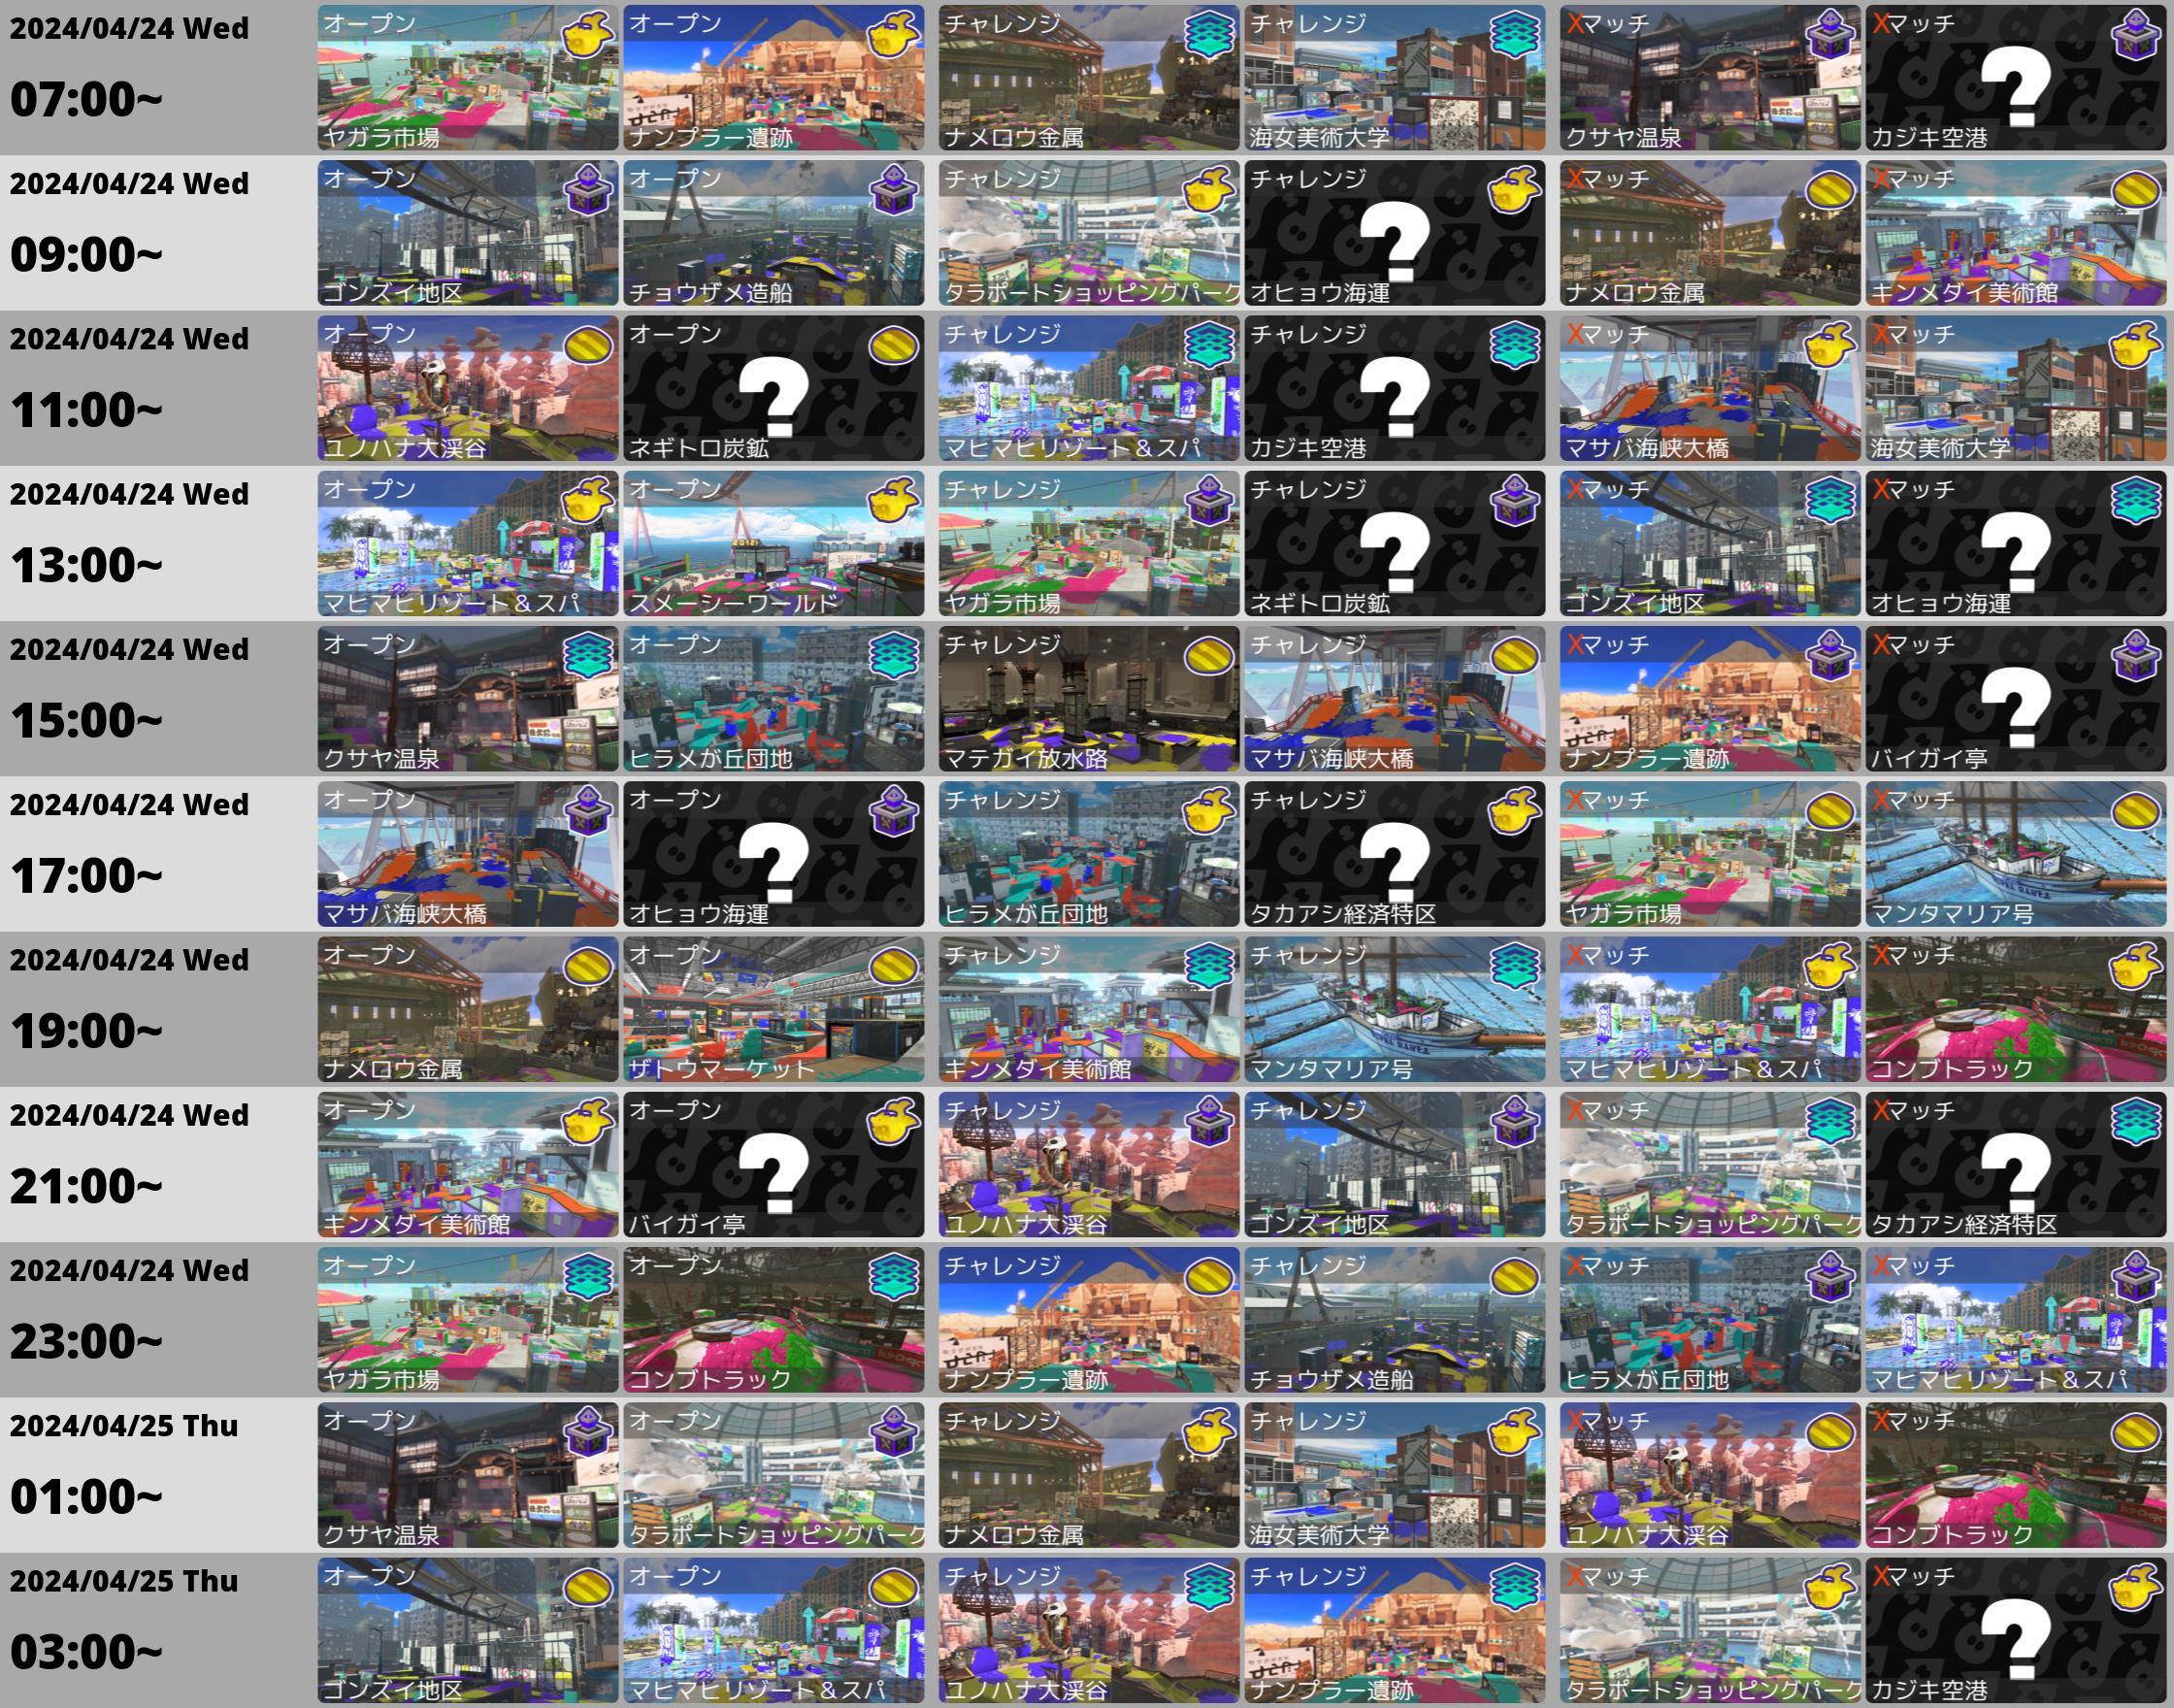 2024/04/24 Wed
07:00~
オープン
ヤガラ市場
オープン
ナンプラー遺跡
チャレンジ
ナメロウ金属
チャレンジ
海女美術大学
Xマッチ
クサヤ温泉
Xマッチ
カジキ空港
2024/04/24 Wed
09:00~
オープン
ゴンズイ地区
オープン
チョウザメ造船
チャレンジ
タラポートショッピングパーク
チャレンジ
オヒョウ海運
Xマッチ
ナメロウ金属
Xマッチ
キンメダイ美術館
2024/04/24 Wed
11:00~
オープン
ユノハナ大渓谷
オープン
ネギトロ炭鉱
チャレンジ
マヒマヒリゾート＆スパ
チャレンジ
カジキ空港
Xマッチ
マサバ海峡大橋
Xマッチ
海女美術大学
2024/04/24 Wed
13:00~
オープン
マヒマヒリゾート＆スパ
オープン
スメーシーワールド
チャレンジ
ヤガラ市場
チャレンジ
ネギトロ炭鉱
Xマッチ
ゴンズイ地区
Xマッチ
オヒョウ海運
2024/04/24 Wed
15:00~
オープン
クサヤ温泉
オープン
ヒラメが丘団地
チャレンジ
マテガイ放水路
チャレンジ
マサバ海峡大橋
Xマッチ
ナンプラー遺跡
Xマッチ
バイガイ亭
2024/04/24 Wed
17:00~
オープン
マサバ海峡大橋
オープン
オヒョウ海運
チャレンジ
ヒラメが丘団地
チャレンジ
タカアシ経済特区
Xマッチ
ヤガラ市場
Xマッチ
マンタマリア号
2024/04/24 Wed
19:00~
オープン
ナメロウ金属
オープン
ザトウマーケット
チャレンジ
キンメダイ美術館
チャレンジ
マンタマリア号
Xマッチ
マヒマヒリゾート＆スパ
Xマッチ
コンブトラック
2024/04/24 Wed
21:00~
オープン
キンメダイ美術館
オープン
バイガイ亭
チャレンジ
ユノハナ大渓谷
チャレンジ
ゴンズイ地区
Xマッチ
タラポートショッピングパーク
Xマッチ
タカアシ経済特区
2024/04/24 Wed
23:00~
オープン
ヤガラ市場
オープン
コンブトラック
チャレンジ
ナンプラー遺跡
チャレンジ
チョウザメ造船
Xマッチ
ヒラメが丘団地
Xマッチ
マヒマヒリゾート＆スパ
2024/04/25 Thu
01:00~
オープン
クサヤ温泉
オープン
タラポートショッピングパーク
チャレンジ
ナメロウ金属
チャレンジ
海女美術大学
Xマッチ
ユノハナ大渓谷
Xマッチ
コンブトラック
2024/04/25 Thu
03:00~
オープン
ゴンズイ地区
オープン
マヒマヒリゾート＆スパ
チャレンジ
ユノハナ大渓谷
チャレンジ
ナンプラー遺跡
Xマッチ
タラポートショッピングパーク
Xマッチ
カジキ空港